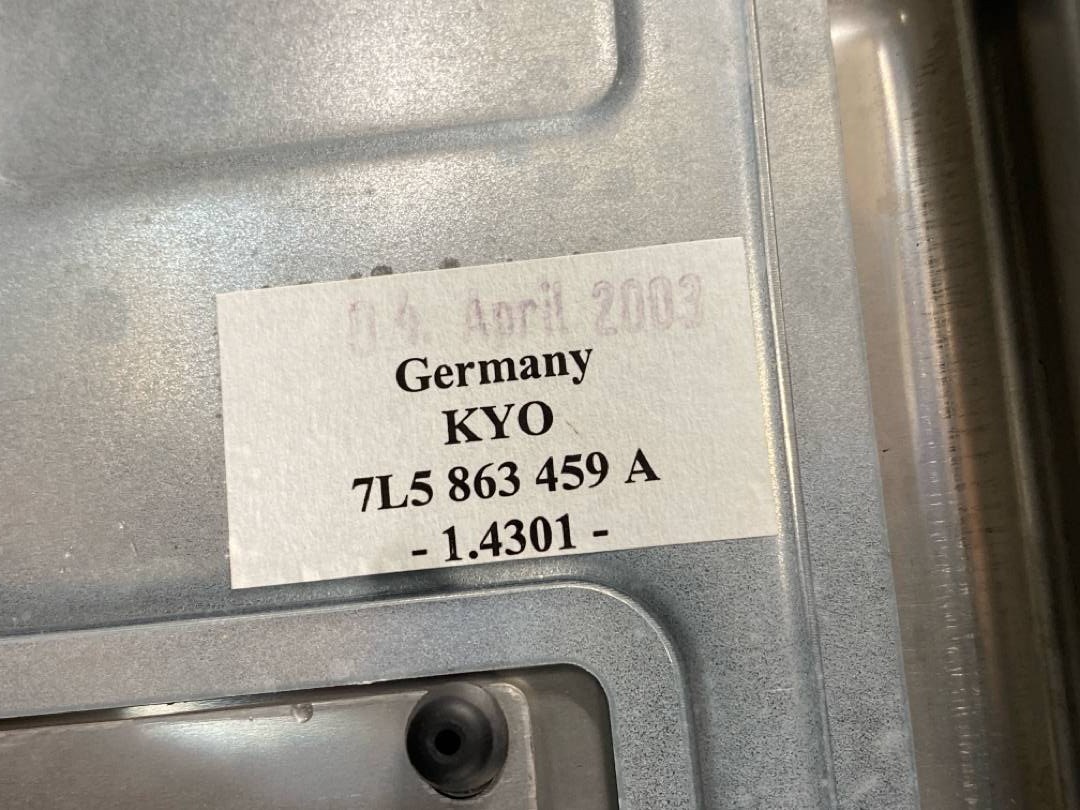 04. April 2003
Germany
KYO
7L5 863 459 A
- 1.4301 -